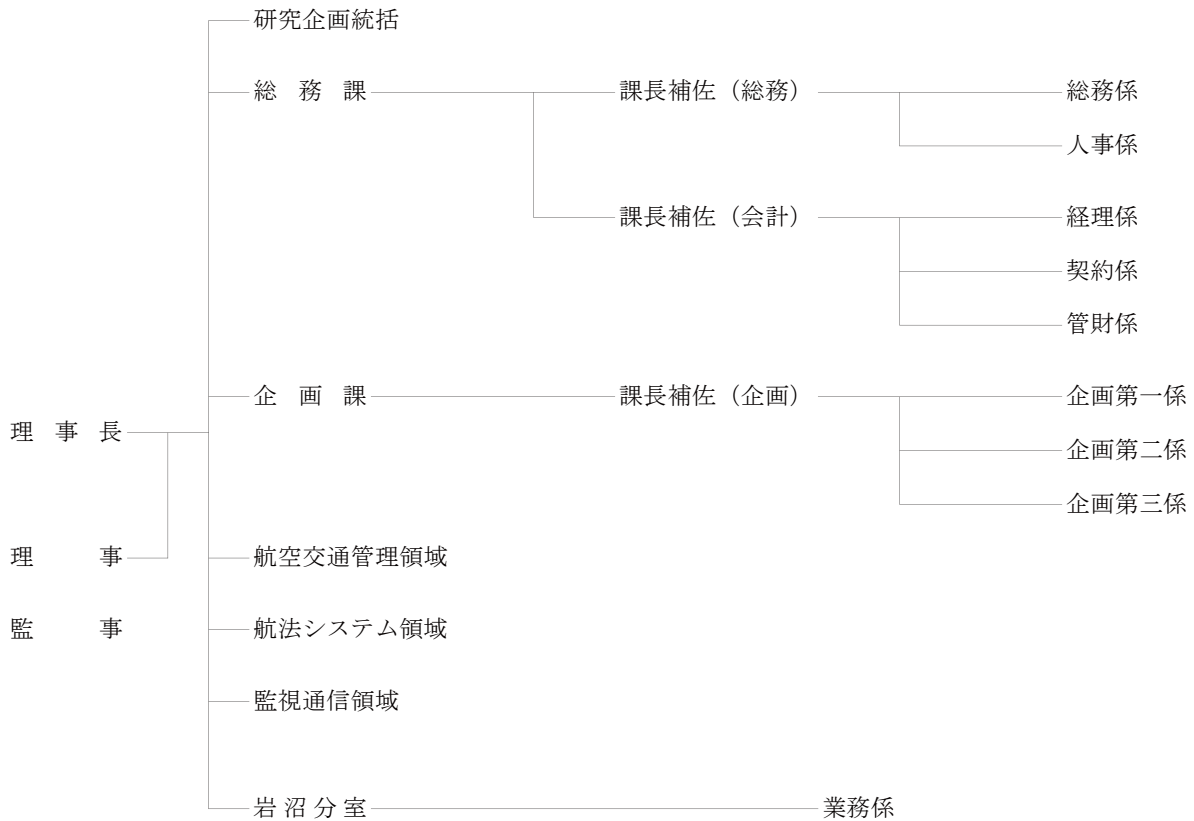 研究企画統括
総務課 課長補佐（総務） 総務係
人事係
課長補佐（会計） 経理係
契約係
管財係
企画課 課長補佐（企画） 企画第一係
理事長
企画第二係
企画第三係
理事 航空交通管理領域
監事 航法システム領域
監視通信領域
岩沼分室 業務係